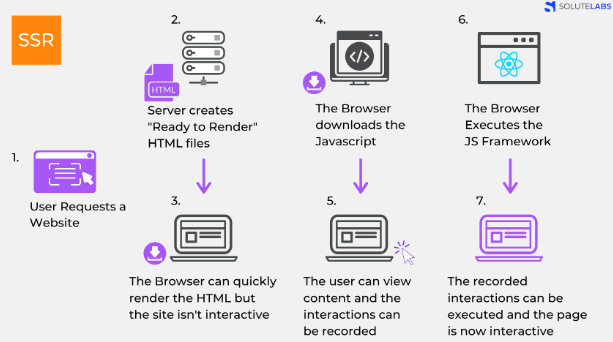 SSR
SOLUTELABS
1.
User Requests a
Website
2.
HTML
Server creates
"Ready to Render"
HTML files
3.
The Browser can quickly
render the HTML but
the site isn't interactive
4.
</>
The Browser
downloads the
Javascript
5.
The user can view
content and the
interactions can
be recorded
6.
The Browser
Executes the
JS Framework
7.
The recorded
interactions can be
executed and the page
is now interactive